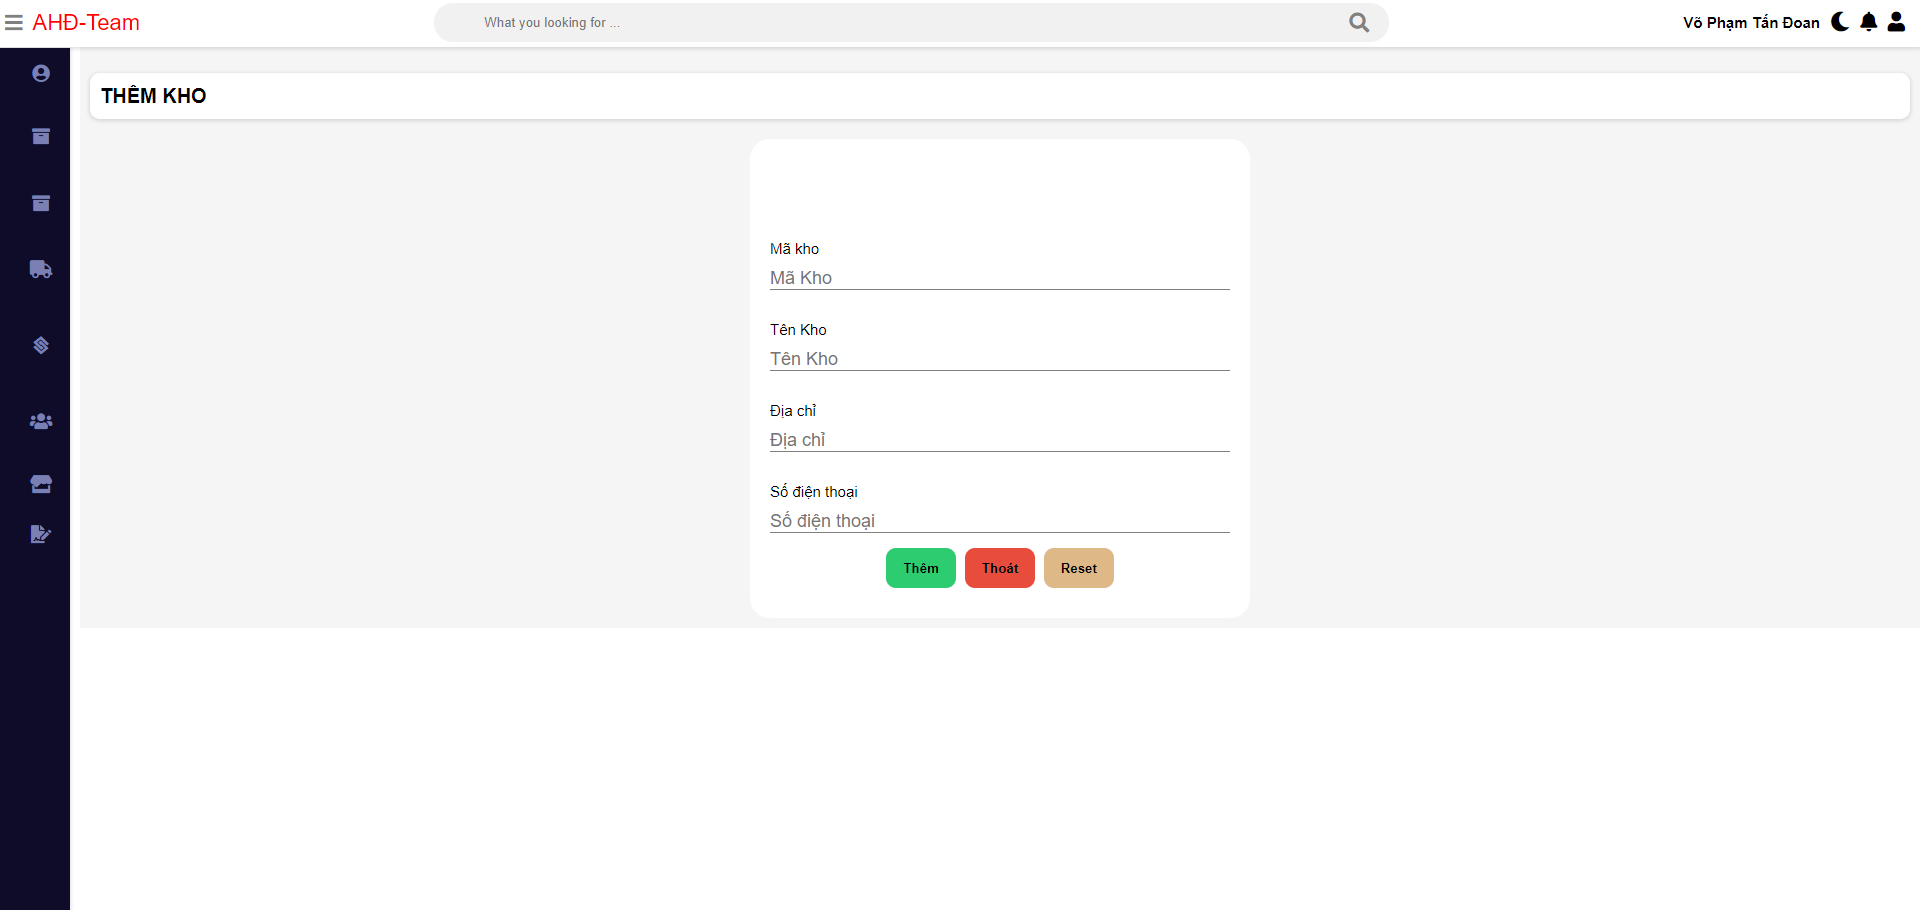 AHĐ-Team
What you looking for ...
Võ Phạm Tấn Đoan
THÊM KHO
Mã kho
Mã Kho
Tên Kho
Tên Kho
Địa chỉ
Địa chỉ
Số điện thoại
Số điện thoại
Thêm Thoát Reset